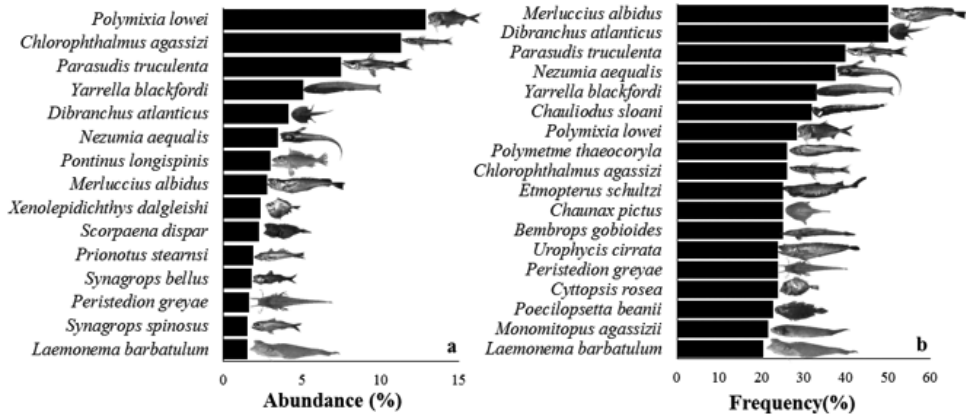 Polymixia lowei
Chlorophthalmus agassizi
Parasudis truculenta
Yarrella blackfordi
Dibranchus atlanticus
Nezumia aequalis
Pontinus longispinis
Merluccius albidus
Xenolepidichthys dalgleishi
Scorpaena dispar
Prionotus stearnsi
Synagrops bellus
Peristedion greyae
Synagrops spinosus
Laemonema barbatulum
a
0 5 10 15
Abundance (%)
Merluccius albidus
Dibranchus atlanticus
Parasudis truculenta
Nezumia aequalis
Yarrella blackfordi
Chauliodus sloani
Polymixia lowei
Polymetme thaeocoryla
Chlorophthalmus agassizi
Etmopterus schultzi
Chaunax pictus
Bembrops gobioides
Urophycis cirrata
Peristedion greyae
Cyttopsis rosea
Poecilopsetta beanii
Monomitopus agassizii
Laemonema barbatulum
b
0 10 20 30 40 50 60
Frequency(%)